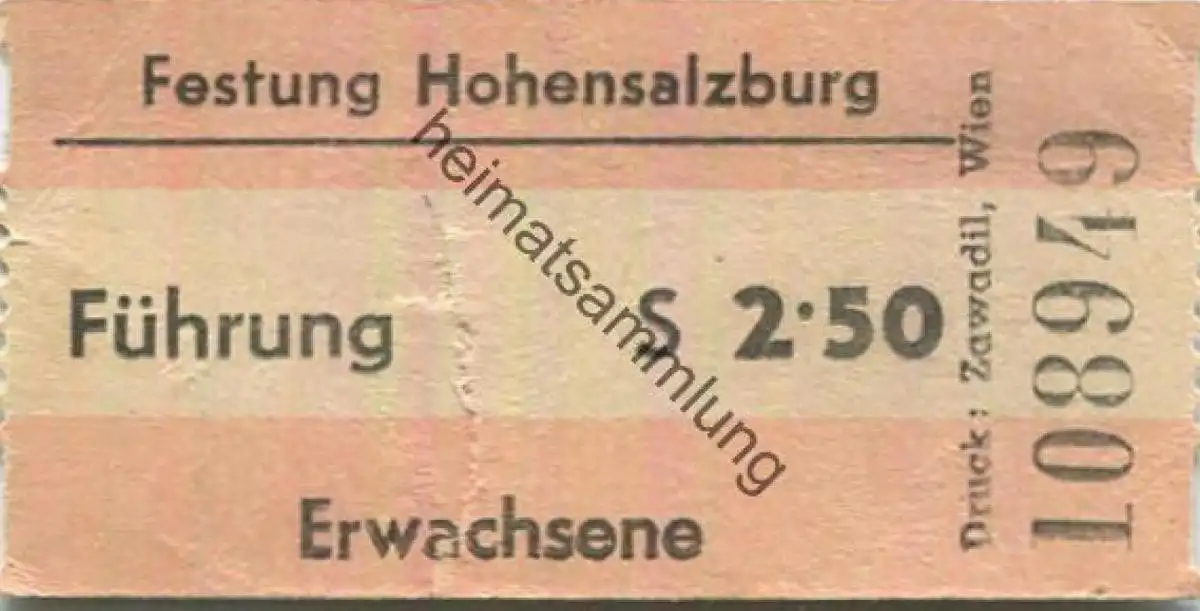 Festung Hohensalzburg
Führung S 2·50
Erwachsene
Druck: Zawadil, Wien
108949
heimatsammlung